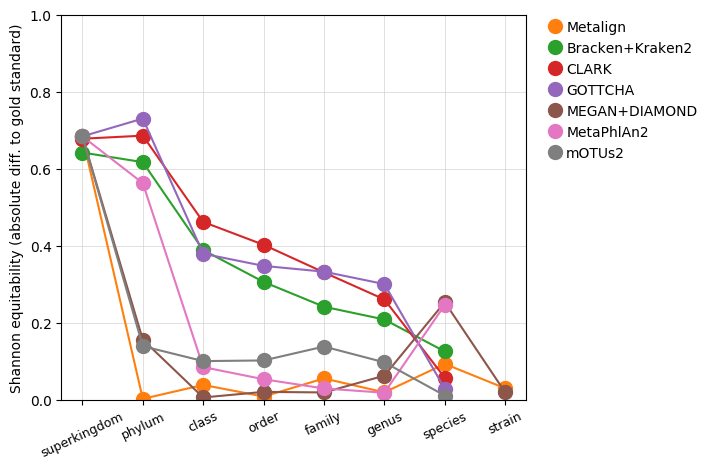 Shannon equitability (absolute diff. to gold standard)
1.0
0.8
0.6
0.4
0.2
0.0
superkingdom
phylum
class
order
family
genus
species
strain
Metalign
Bracken+Kraken2
CLARK
GOTTCHA
MEGAN+DIAMOND
MetaPhlAn2
mOTUs2